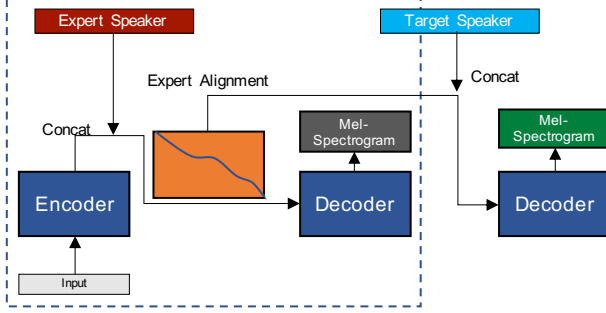 Expert Speaker
Target Speaker
Expert Alignment
Concat
Concat
Mel-
Spectrogram
Mel-
Spectrogram
Encoder
Decoder
Decoder
Input